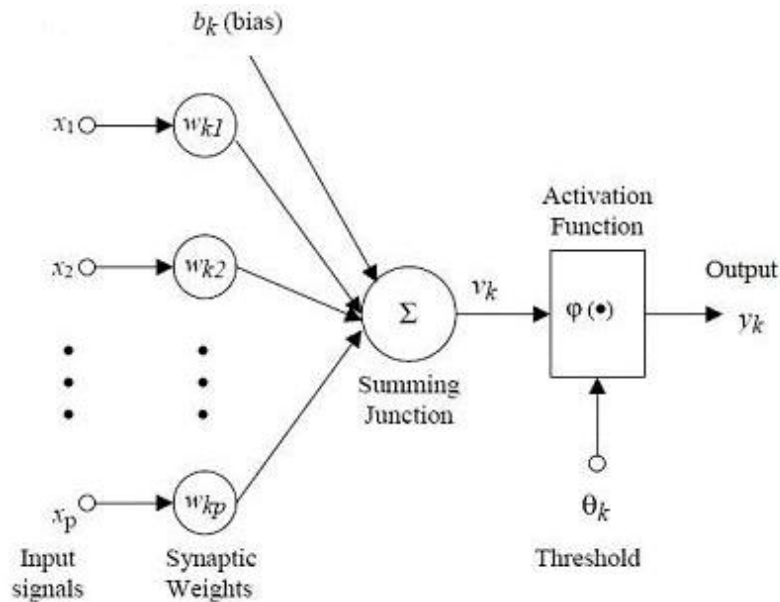 b_k (bias)
x_1
w_k1
Activation
Function
x_2
w_k2
Σ
v_k
φ (•)
Output
y_k
Summing
Junction
x_p
w_kp
θ_k
Input
signals
Synaptic
Weights
Threshold